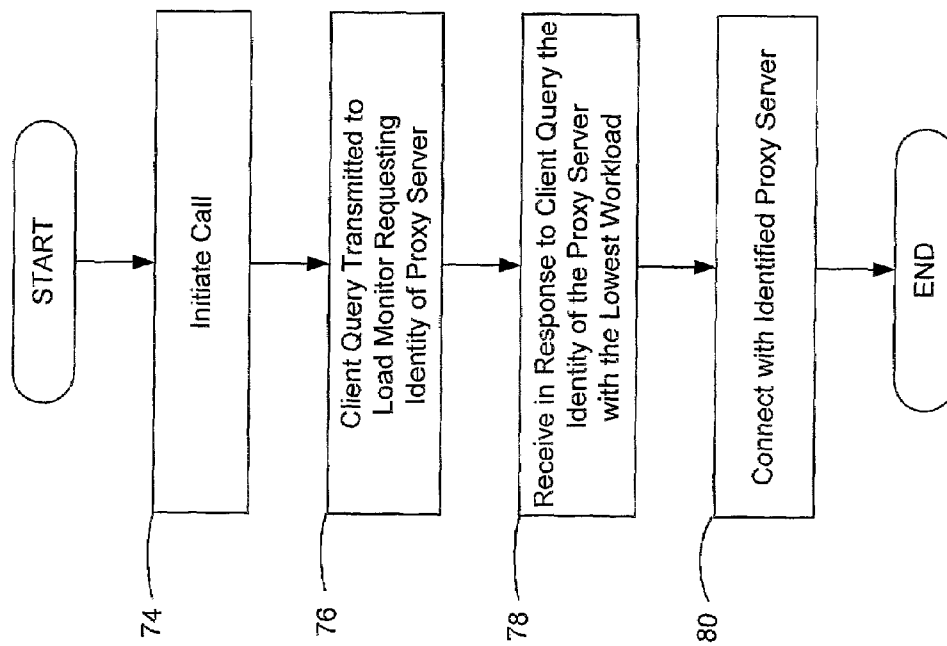 START
74
Initiate Call
76
Client Query Transmitted to
Load Monitor Requesting
Identity of Proxy Server
78
Receive in Response to Client Query the
Identity of the Proxy Server
with the Lowest Workload
80
Connect with Identified Proxy Server
END